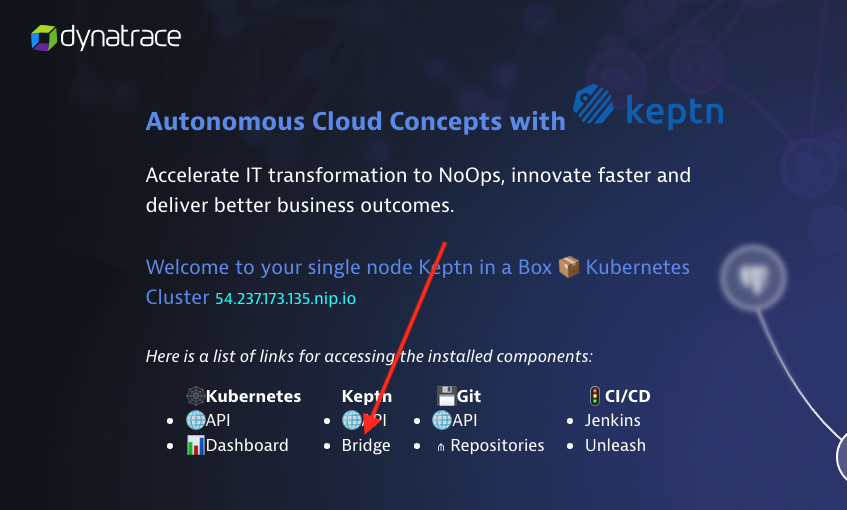 dynatrace
Autonomous Cloud Concepts with keptn
Accelerate IT transformation to NoOps, innovate faster and
deliver better business outcomes.
Welcome to your single node Keptn in a Box 📦 Kubernetes
Cluster 54.237.173.135.nip.io
Here is a list of links for accessing the installed components:
🕸️Kubernetes Keptn 💾Git 🚦CI/CD
• 🌐API • 🌐API • 🌐API • Jenkins
• 📊Dashboard • Bridge • Repositories • Unleash